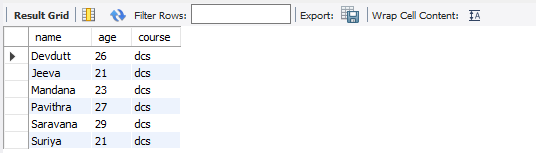 Result Grid Filter Rows: Export: Wrap Cell Content: IA
name age course
Devdutt 26 dcs
Jeeva 21 dcs
Mandana 23 dcs
Pavithra 27 dcs
Saravana 29 dcs
Suriya 21 dcs